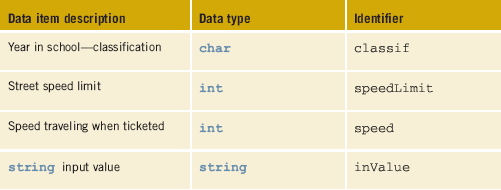 Data item description Data type Identifier
Year in school—classification char classif
Street speed limit int speedLimit
Speed traveling when ticketed int speed
string input value string inValue